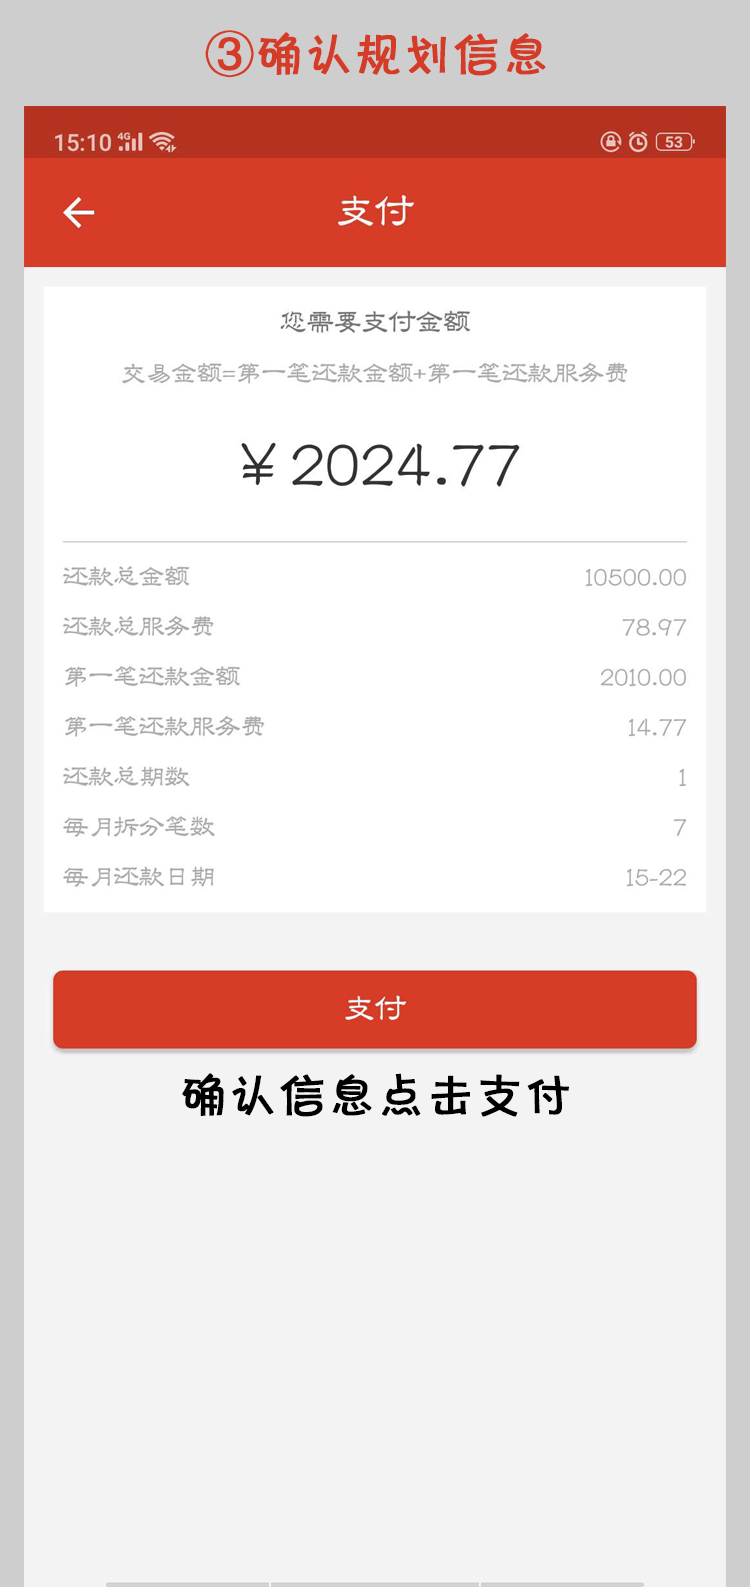 ③确认规划信息
15:10 4G 53
支付
您需要支付金额
交易金额=第一笔还款金额+第一笔还款服务费
¥2024.77
还款总金额 10500.00
还款总服务费 78.97
第一笔还款金额 2010.00
第一笔还款服务费 14.77
还款总期数 1
每月拆分笔数 7
每月还款日期 15-22
支付
确认信息点击支付